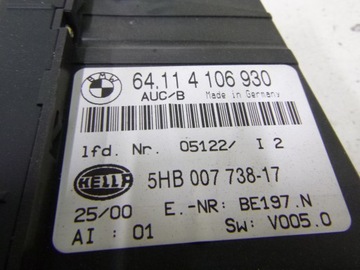 BMW 64.11 4 106 930
AUC/B Made in Germany
lfd. Nr. 05122/ I 2
HELLA 5HB 007 738-17
25/00 E.-NR: BE197.N
AI : 01 SW: V005.0